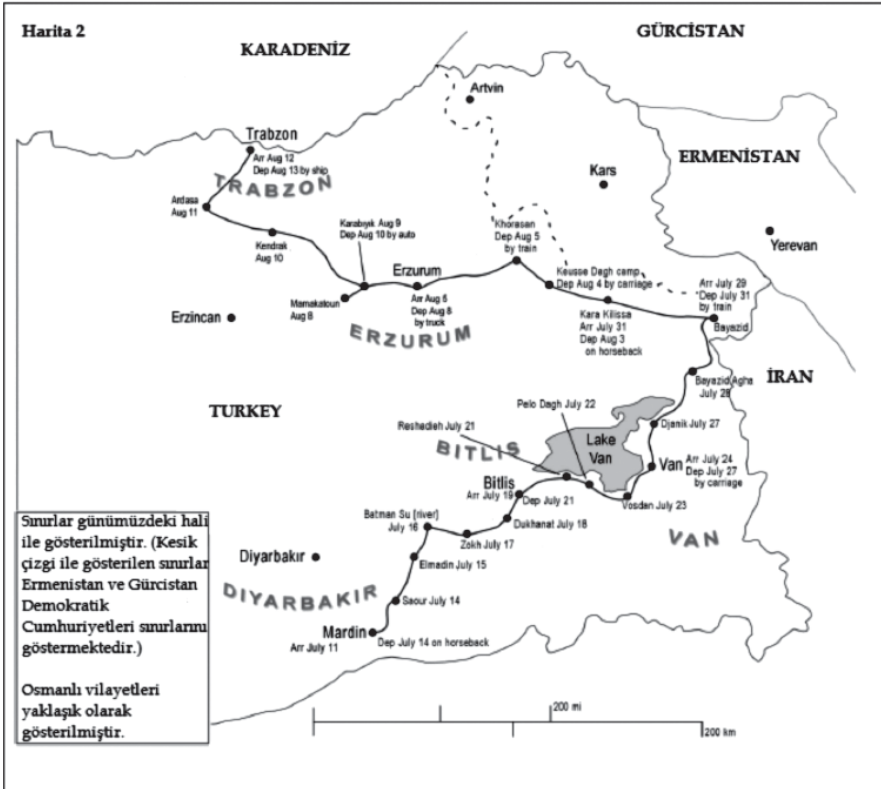 Harita 2
KARADENİZ
GÜRCİSTAN
Artvin
Trabzon
Arr Aug 12
Dep Aug 13 by ship
TRABZON
ERMENİSTAN
Kars
Ardasa
Aug 11
Karabıyık Aug 9
Dep Aug 10 by auto
Khorasan
Dep Aug 5
by train
Yerevan
Kendrak
Aug 10
Erzurum
Keusse Dagh camp
Dep Aug 4 by carriage
Arr July 29
Dep July 31
by train
Bayazid
Mamakatoun
Aug 8
Arr Aug 6
Dep Aug 8
by truck
Kara Kilissa
Arr July 31
Dep Aug 3
on horseback
Erzincan
ERZURUM
İRAN
Bayazid Agha
July 28
TURKEY
Pelo Dagh July 22
Reshedieh July 21
Djanik July 27
BITLIS
Lake
Van
Van
Arr July 24
Dep July 27
by carriage
Bitlis
Arr July 19
Dep July 21
Vosdan July 23
Batman Su [river]
July 16
Dukhanat July 18
VAN
Zokh July 17
Diyarbakır
Elmadin July 15
DIYARBAKIR
Saour July 14
Mardin
Arr July 11
Dep July 14 on horseback
Sınırlar günümüzdeki hali
ile gösterilmiştir. (Kesik
çizgi ile gösterilen sınırlar
Ermenistan ve Gürcistan
Demokratik
Cumhuriyetleri sınırlarını
göstermektedir.)
Osmanlı vilayetleri
yaklaşık olarak
gösterilmiştir.
200 mi
200 km